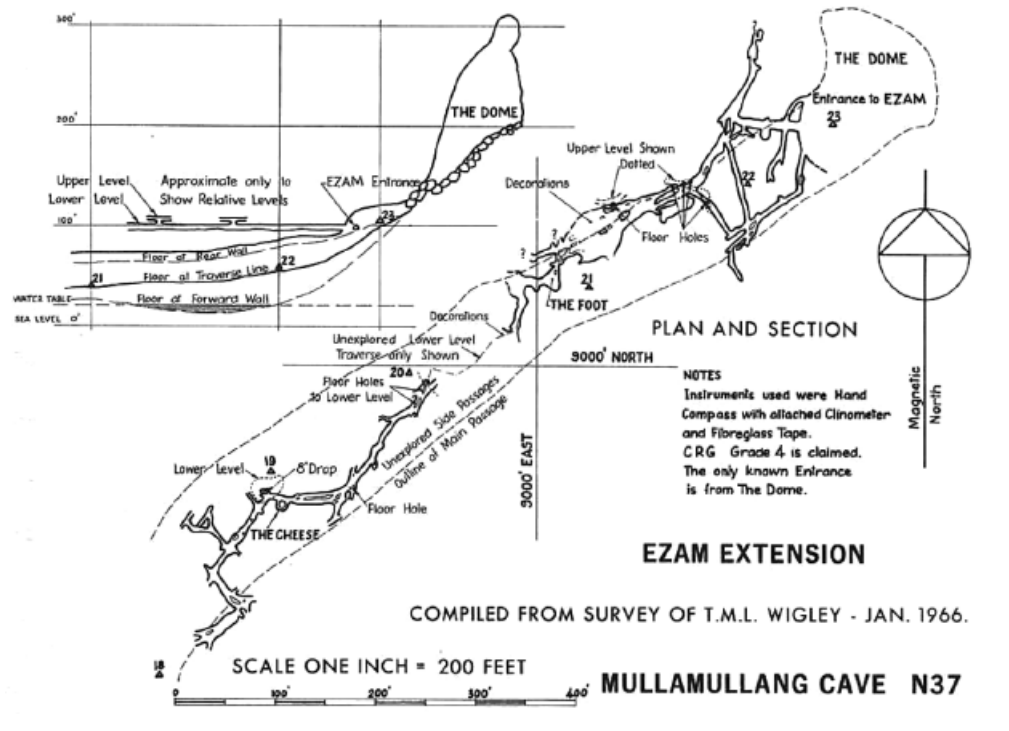 300'
THE DOME
Entrance to EZAM
23
200'
THE DOME
Upper Level Shown
Dotted
Upper Level
Lower Level
Approximate only to
Show Relative Levels
EZAM Entrance
Decorations
22
100'
23
Floor Holes
Floor of Rear Wall
?
?
22
Floor at Traverse Line
21
21
WATER TABLE
Floor of Forward Wall
THE FOOT
SEA LEVEL 0'
Decorations
PLAN AND SECTION
Unexplored Lower Level
Traverse only Shown
9000' NORTH
20
Floor Holes
to Lower Level
NOTES
Instruments used were Hand
Compass with attached Clinometer
and Fibreglass Tape.
CRG Grade 4 is claimed.
The only known Entrance
is from The Dome.
Magnetic
North
Unexplored Side Passages
Outline of Main Passage
9000' EAST
Lower Level
19
8' Drop
Floor Hole
THE CHEESE
EZAM EXTENSION
COMPILED FROM SURVEY OF T.M.L. WIGLEY - JAN. 1966.
18
SCALE ONE INCH = 200 FEET
0 100' 200' 300' 400'
MULLAMULLANG CAVE N37